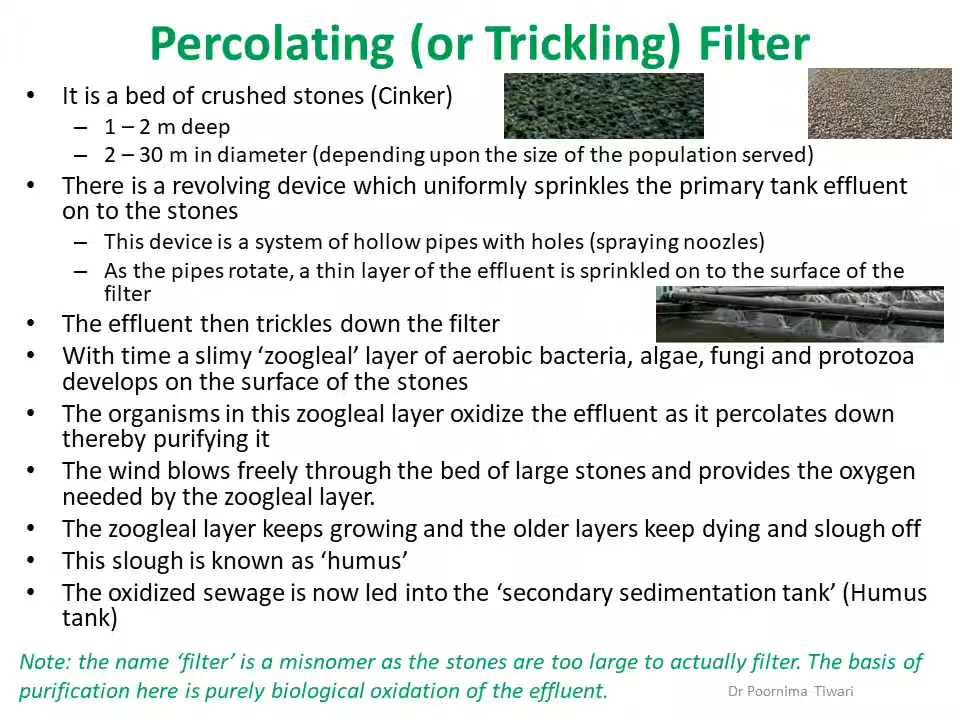 Percolating (or Trickling) Filter
• It is a bed of crushed stones (Cinker)
– 1 – 2 m deep
– 2 – 30 m in diameter (depending upon the size of the population served)
• There is a revolving device which uniformly sprinkles the primary tank effluent
on to the stones
– This device is a system of hollow pipes with holes (spraying noozles)
– As the pipes rotate, a thin layer of the effluent is sprinkled on to the surface of the
filter
• The effluent then trickles down the filter
• With time a slimy ‘zoogleal’ layer of aerobic bacteria, algae, fungi and protozoa
develops on the surface of the stones
• The organisms in this zoogleal layer oxidize the effluent as it percolates down
thereby purifying it
• The wind blows freely through the bed of large stones and provides the oxygen
needed by the zoogleal layer.
• The zoogleal layer keeps growing and the older layers keep dying and slough off
• This slough is known as ‘humus’
• The oxidized sewage is now led into the ‘secondary sedimentation tank’ (Humus
tank)
Note: the name ‘filter’ is a misnomer as the stones are too large to actually filter. The basis of
purification here is purely biological oxidation of the effluent.
Dr Poornima Tiwari